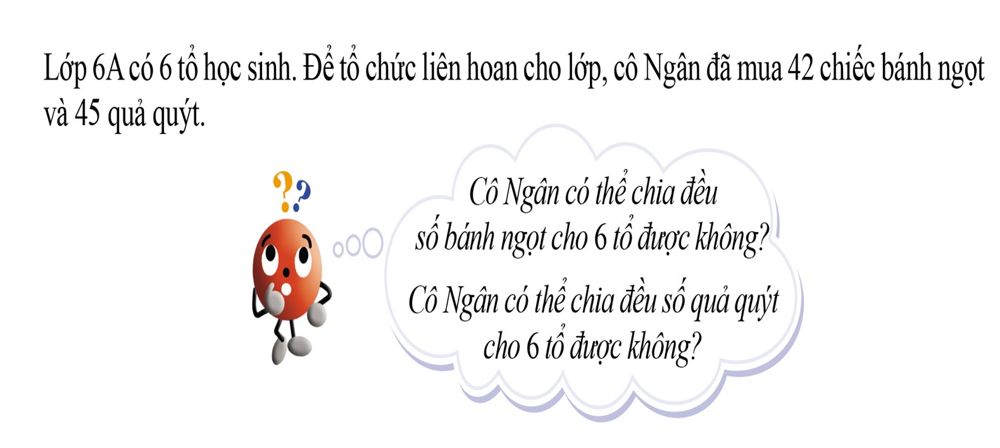 Lớp 6A có 6 tổ học sinh. Để tổ chức liên hoan cho lớp, cô Ngân đã mua 42 chiếc bánh ngọt
và 45 quả quýt.
??
Cô Ngân có thể chia đều
số bánh ngọt cho 6 tổ được không?
Cô Ngân có thể chia đều số quả quýt
cho 6 tổ được không?